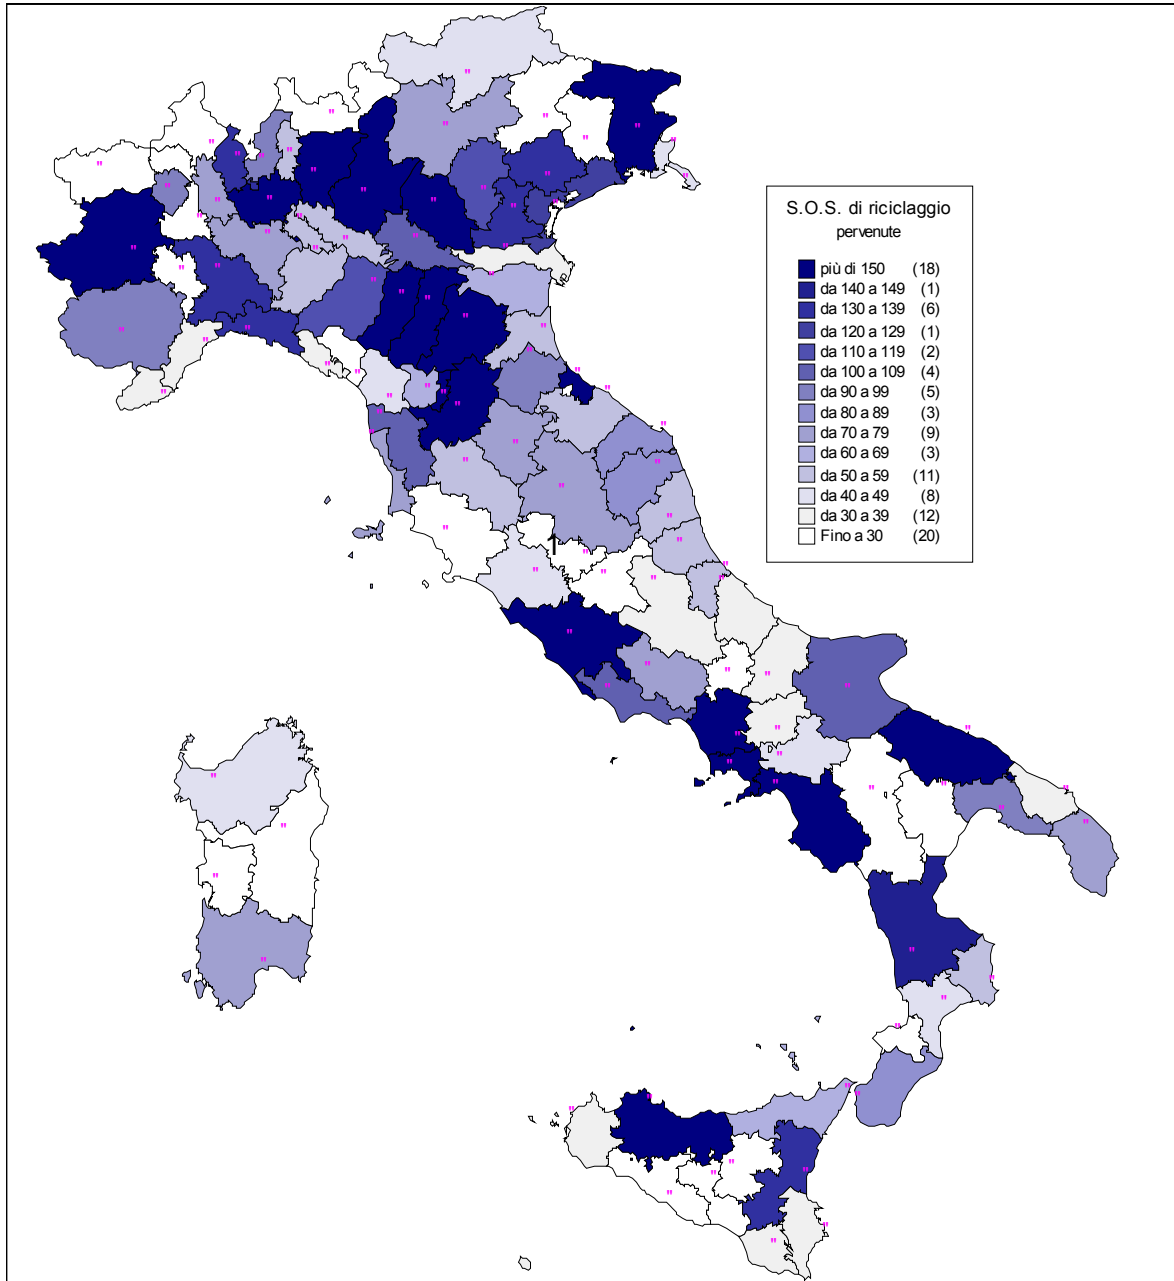 S.O.S. di riciclaggio
pervenute
più di 150 (18)
da 140 a 149 (1)
da 130 a 139 (6)
da 120 a 129 (1)
da 110 a 119 (2)
da 100 a 109 (4)
da 90 a 99 (5)
da 80 a 89 (3)
da 70 a 79 (9)
da 60 a 69 (3)
da 50 a 59 (11)
da 40 a 49 (8)
da 30 a 39 (12)
Fino a 30 (20)
1